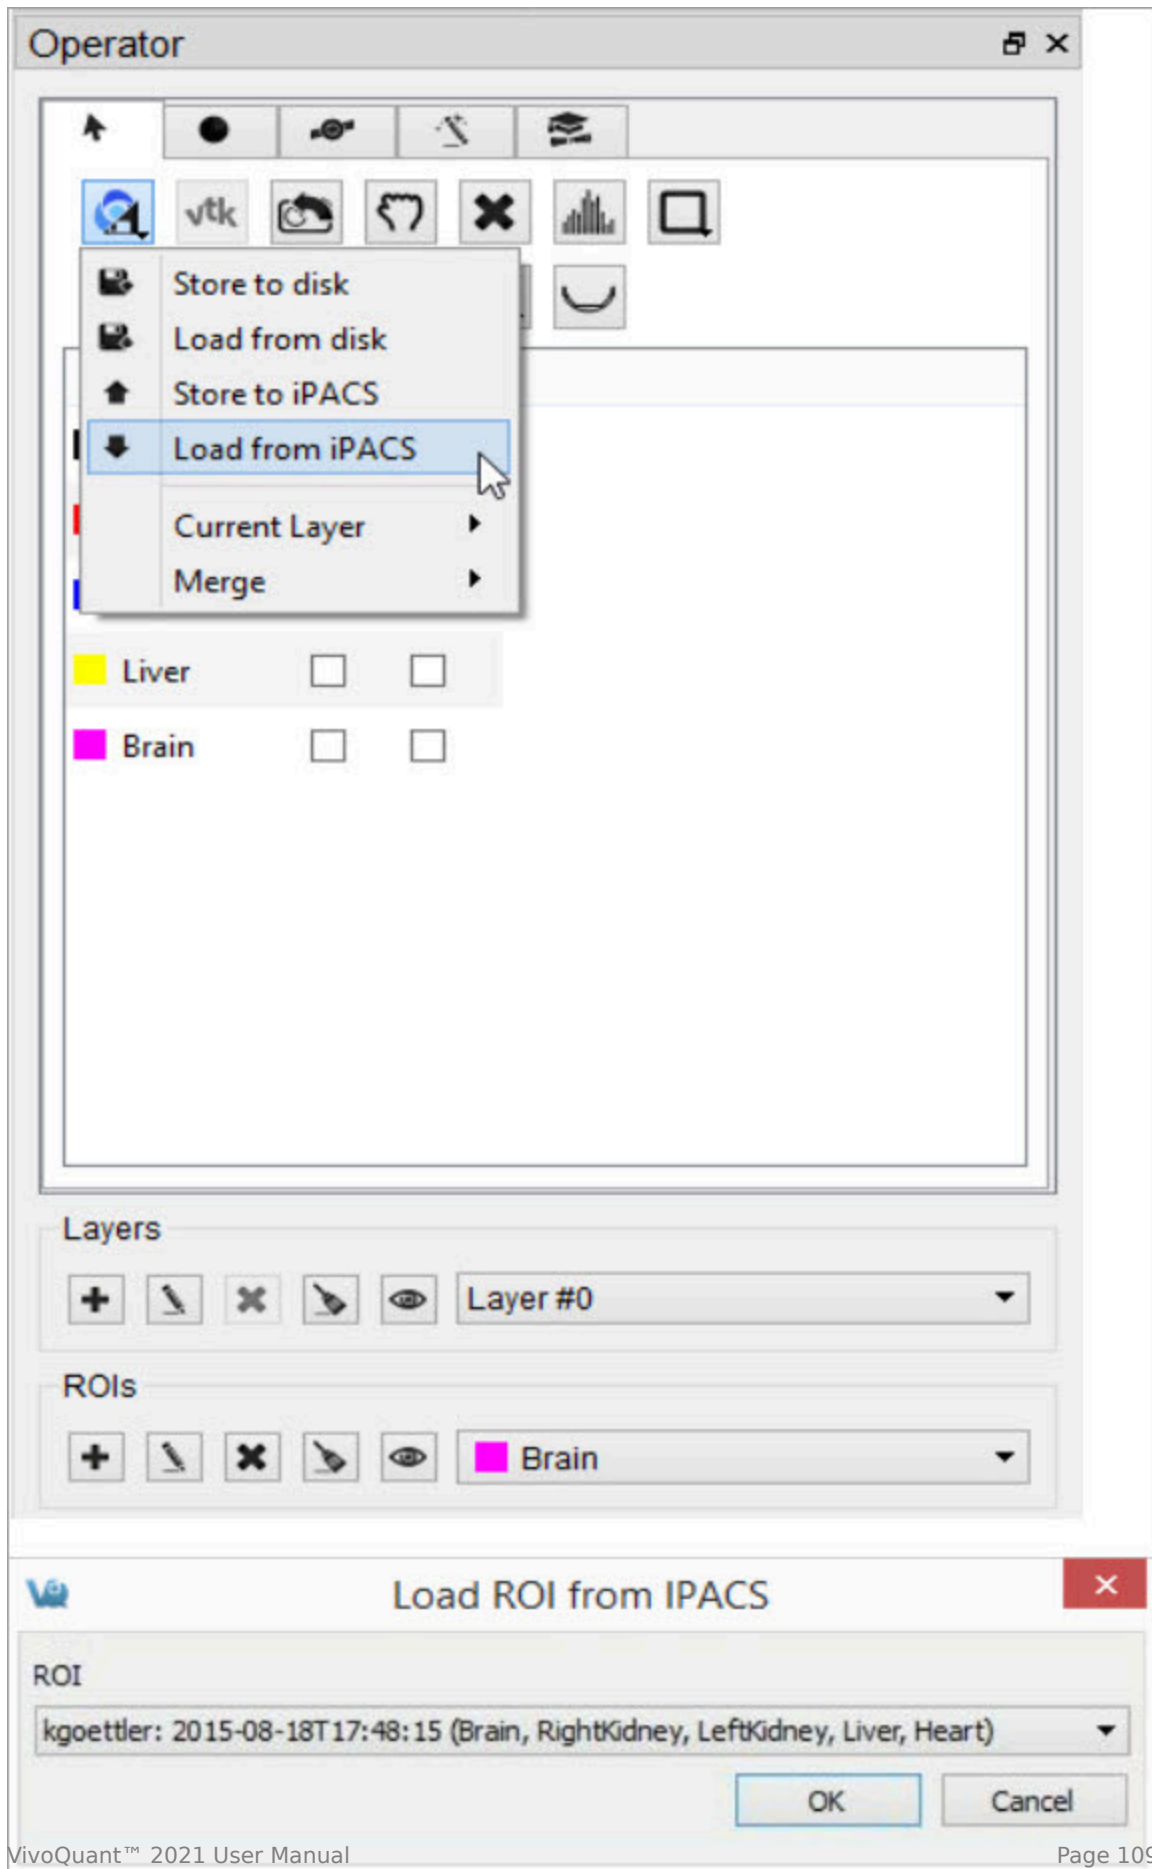 Operator
vtk
Store to disk
Load from disk
Store to iPACS
Load from iPACS
Current Layer
Merge
Liver
Brain
Layers
Layer #0
ROIs
Brain
Load ROI from IPACS
ROI
kgoettler: 2015-08-18T17:48:15 (Brain, RightKidney, LeftKidney, Liver, Heart)
OK Cancel
VivoQuant™ 2021 User Manual Page 109